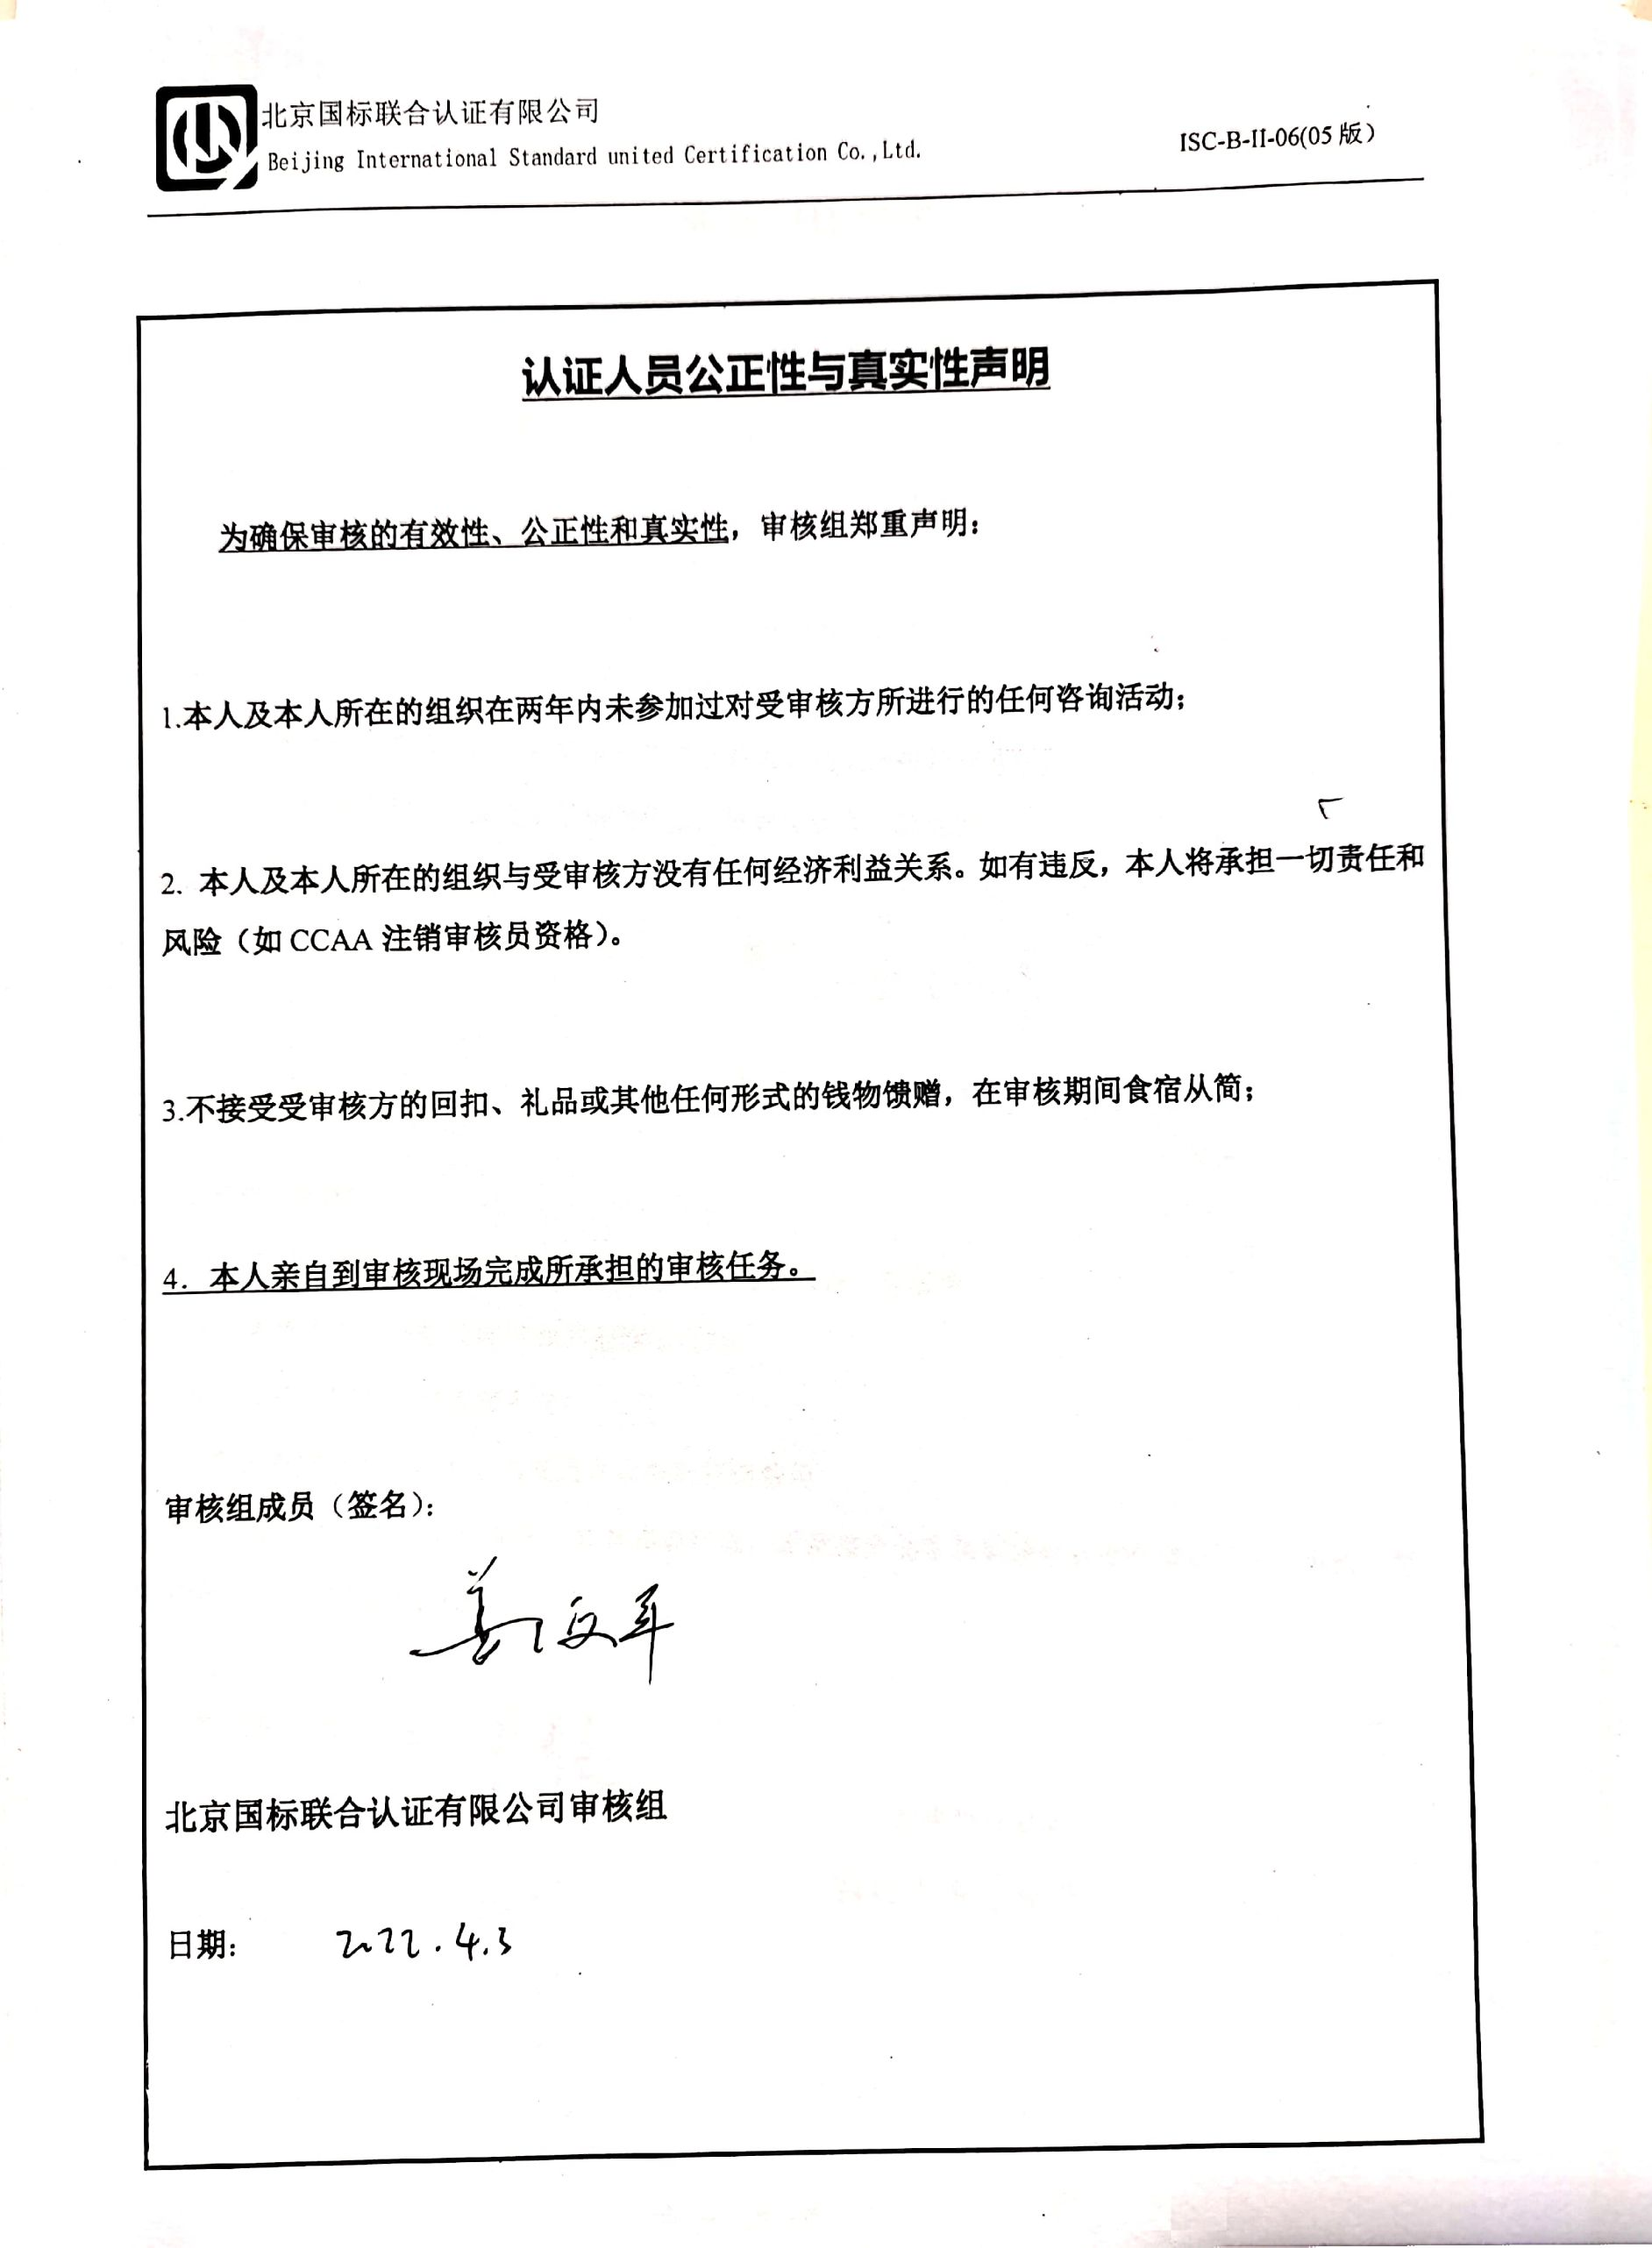 北京国标联合认证有限公司
Beijing International Standard united Certification Co.,Ltd.
ISC-B-II-06(05 版)
认证人员公正性与真实性声明
为确保审核的有效性、公正性和真实性，审核组郑重声明：
1.本人及本人所在的组织在两年内未参加过对受审核方所进行的任何咨询活动；
2. 本人及本人所在的组织与受审核方没有任何经济利益关系。如有违反，本人将承担一切责任和
风险（如 CCAA 注销审核员资格）。
3.不接受受审核方的回扣、礼品或其他任何形式的钱物馈赠，在审核期间食宿从简；
4. 本人亲自到审核现场完成所承担的审核任务。
审核组成员（签名）：
北京国标联合认证有限公司审核组
日期： 2022.4.3